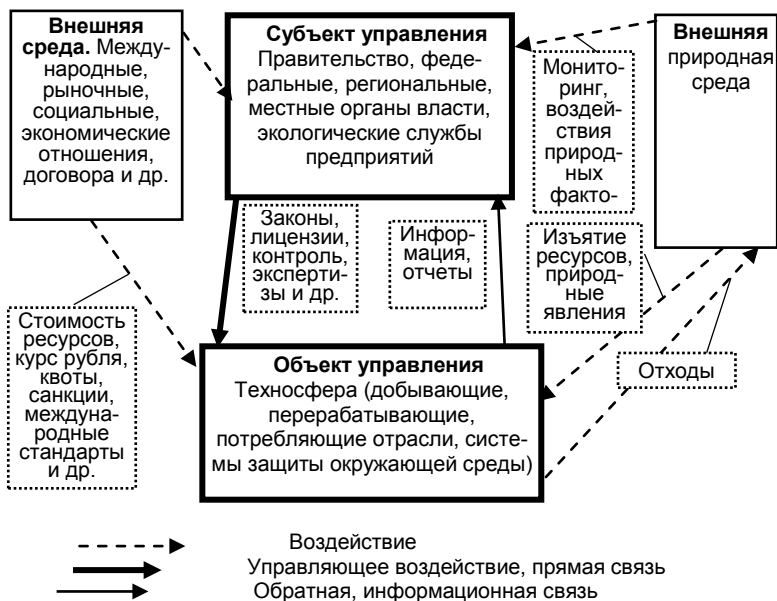 Внешняя
среда. Между-
народные,
рыночные,
социальные,
экономические
отношения,
договора и др.
Субъект управления
Правительство, феде-
ральные, региональные,
местные органы власти,
экологические службы
предприятий
Внешняя
природная
среда
Монито-
ринг,
воздей-
ствия
природ-
ных
факто-
Законы,
лицензии,
контроль,
эксперти-
зы и др.
Инфор-
мация,
отчеты
Изъятие
ресурсов,
природ-
ные
явления
Стоимость
ресурсов,
курс рубля,
квоты,
санкции,
междуна-
родные
стандарты
и др.
Объект управления
Техносфера (добывающие,
перерабатывающие,
потребляющие отрасли, систе-
мы защиты окружающей среды)
Отходы
Воздействие
Управляющее воздействие, прямая связь
Обратная, информационная связь